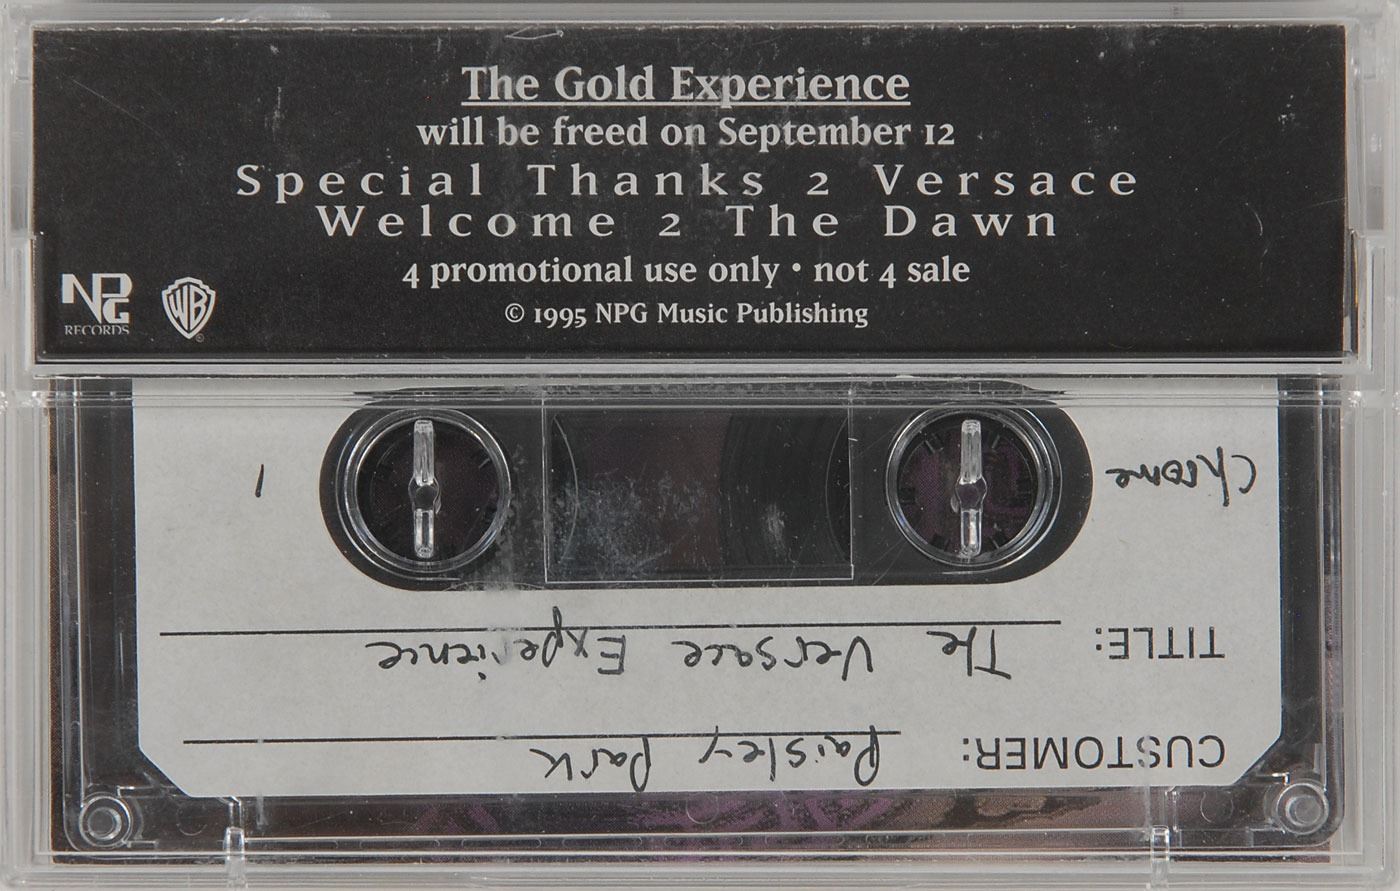 The Gold Experience
will be freed on September 12
Special Thanks 2 Versace
Welcome 2 The Dawn
4 promotional use only • not 4 sale
© 1995 NPG Music Publishing
NPG
RECORDS
WB
®
CUSTOMER: Paisley Park
TITLE: The Versace Experience
Chrome
1